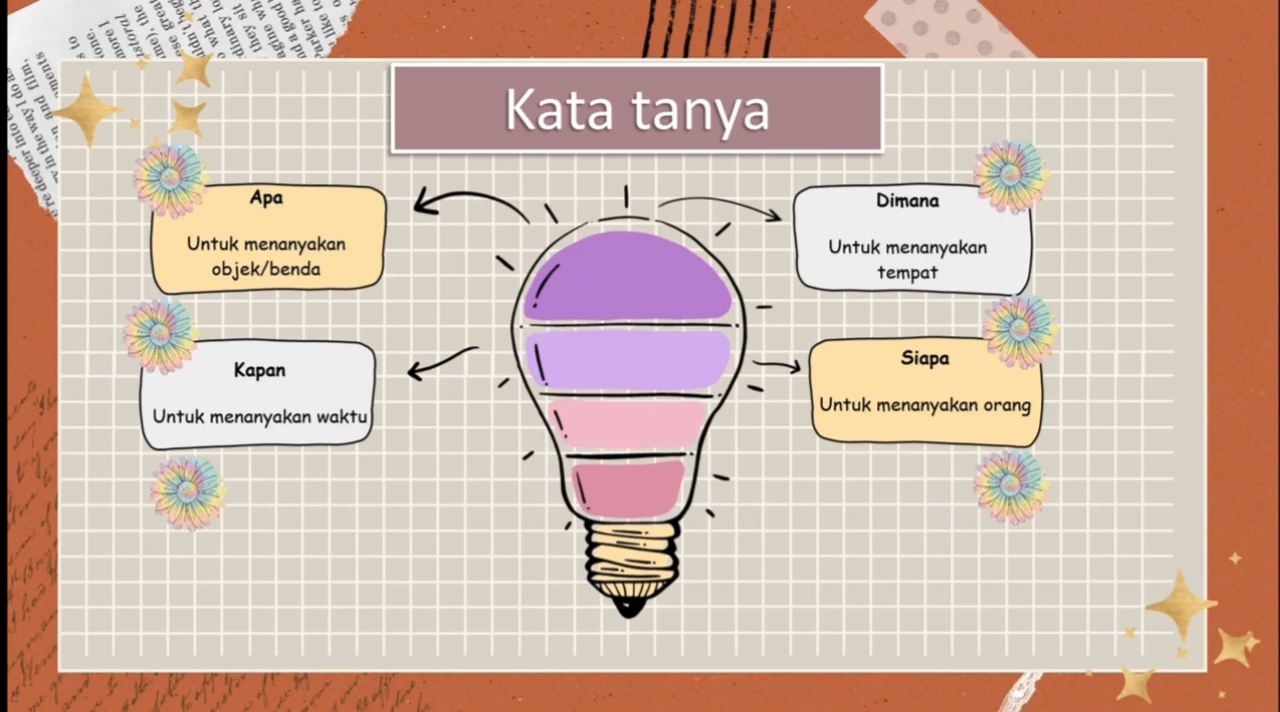 Kata tanya
Apa
Untuk menanyakan
objek/benda
Dimana
Untuk menanyakan
tempat
Kapan
Untuk menanyakan waktu
Siapa
Untuk menanyakan orang